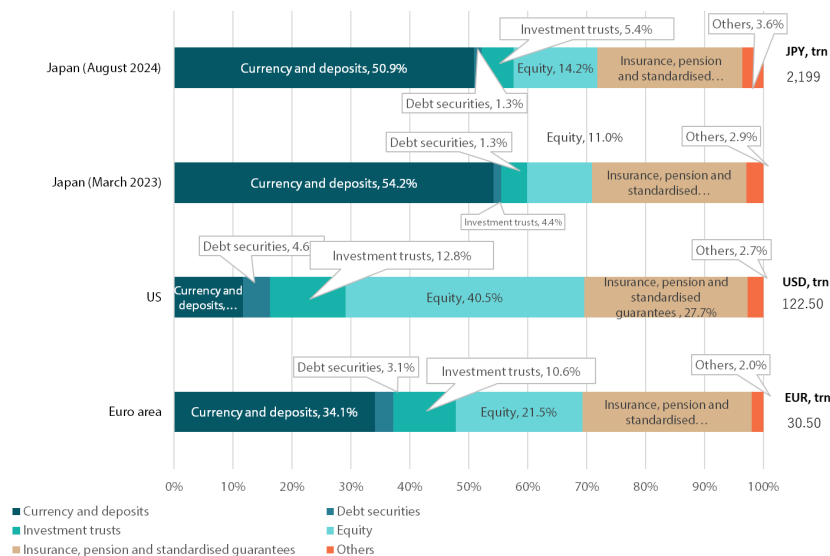 Others, 3.6%
Investment trusts, 5.4%
JPY, trn
Japan (August 2024)
Currency and deposits, 50.9%
Equity, 14.2%
Insurance, pension
and standardised…
2,199
Debt securities, 1.3%
Debt securities, 1.3%
Equity, 11.0%
Others, 2.9%
Japan (March 2023)
Currency and deposits, 54.2%
Insurance, pension and
standardised…
Investment trusts, 4.4%
Debt securities, 4.6
Investment trusts, 12.8%
Others, 2.7%
USD, trn
US
Currency and
deposits,…
Equity, 40.5%
Insurance, pension and
standardised
guarantees , 27.7%
122.50
Debt securities, 3.1%
Investment trusts, 10.6%
Others, 2.0%
EUR, trn
Euro area
Currency and deposits, 34.1%
Equity, 21.5%
Insurance, pension and
standardised…
30.50
0% 10% 20% 30% 40% 50% 60% 70% 80% 90% 100%
Currency and deposits
Debt securities
Investment trusts
Equity
Insurance, pension and standardised guarantees
Others